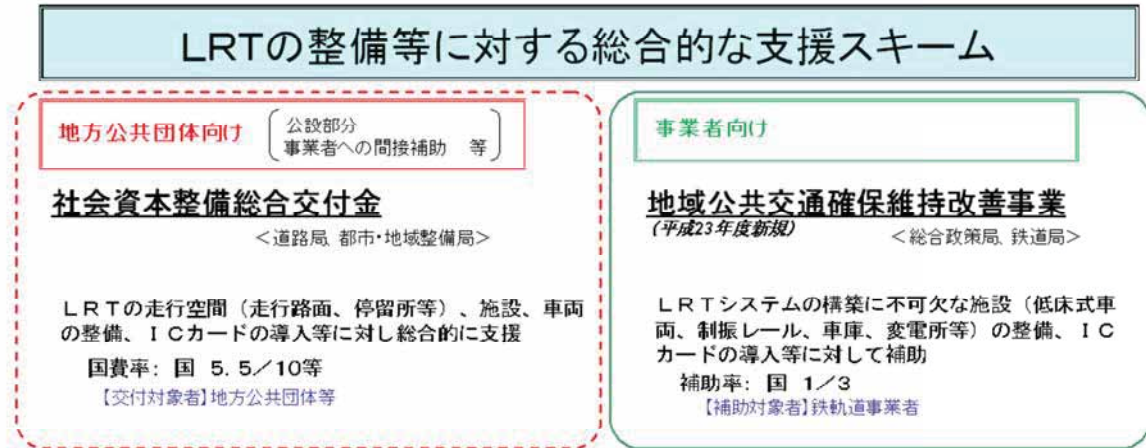 LRTの整備等に対する総合的な支援スキーム
地方公共団体向け
公設部分
事業者への間接補助　等
社会資本整備総合交付金
＜道路局、都市・地域整備局＞
ＬＲＴの走行空間（走行路面、停留所等）、施設、車両
の整備、ＩＣカードの導入等に対し総合的に支援
国費率： 国 ５．５／10等
【交付対象者】地方公共団体等
事業者向け
地域公共交通確保維持改善事業
(平成23年度新規)
＜総合政策局、鉄道局＞
ＬＲＴシステムの構築に不可欠な施設（低床式車
両、制振レール、車庫、変電所等）の整備、ＩＣ
カードの導入等に対して補助
補助率： 国 １／３
【補助対象者】鉄軌道事業者